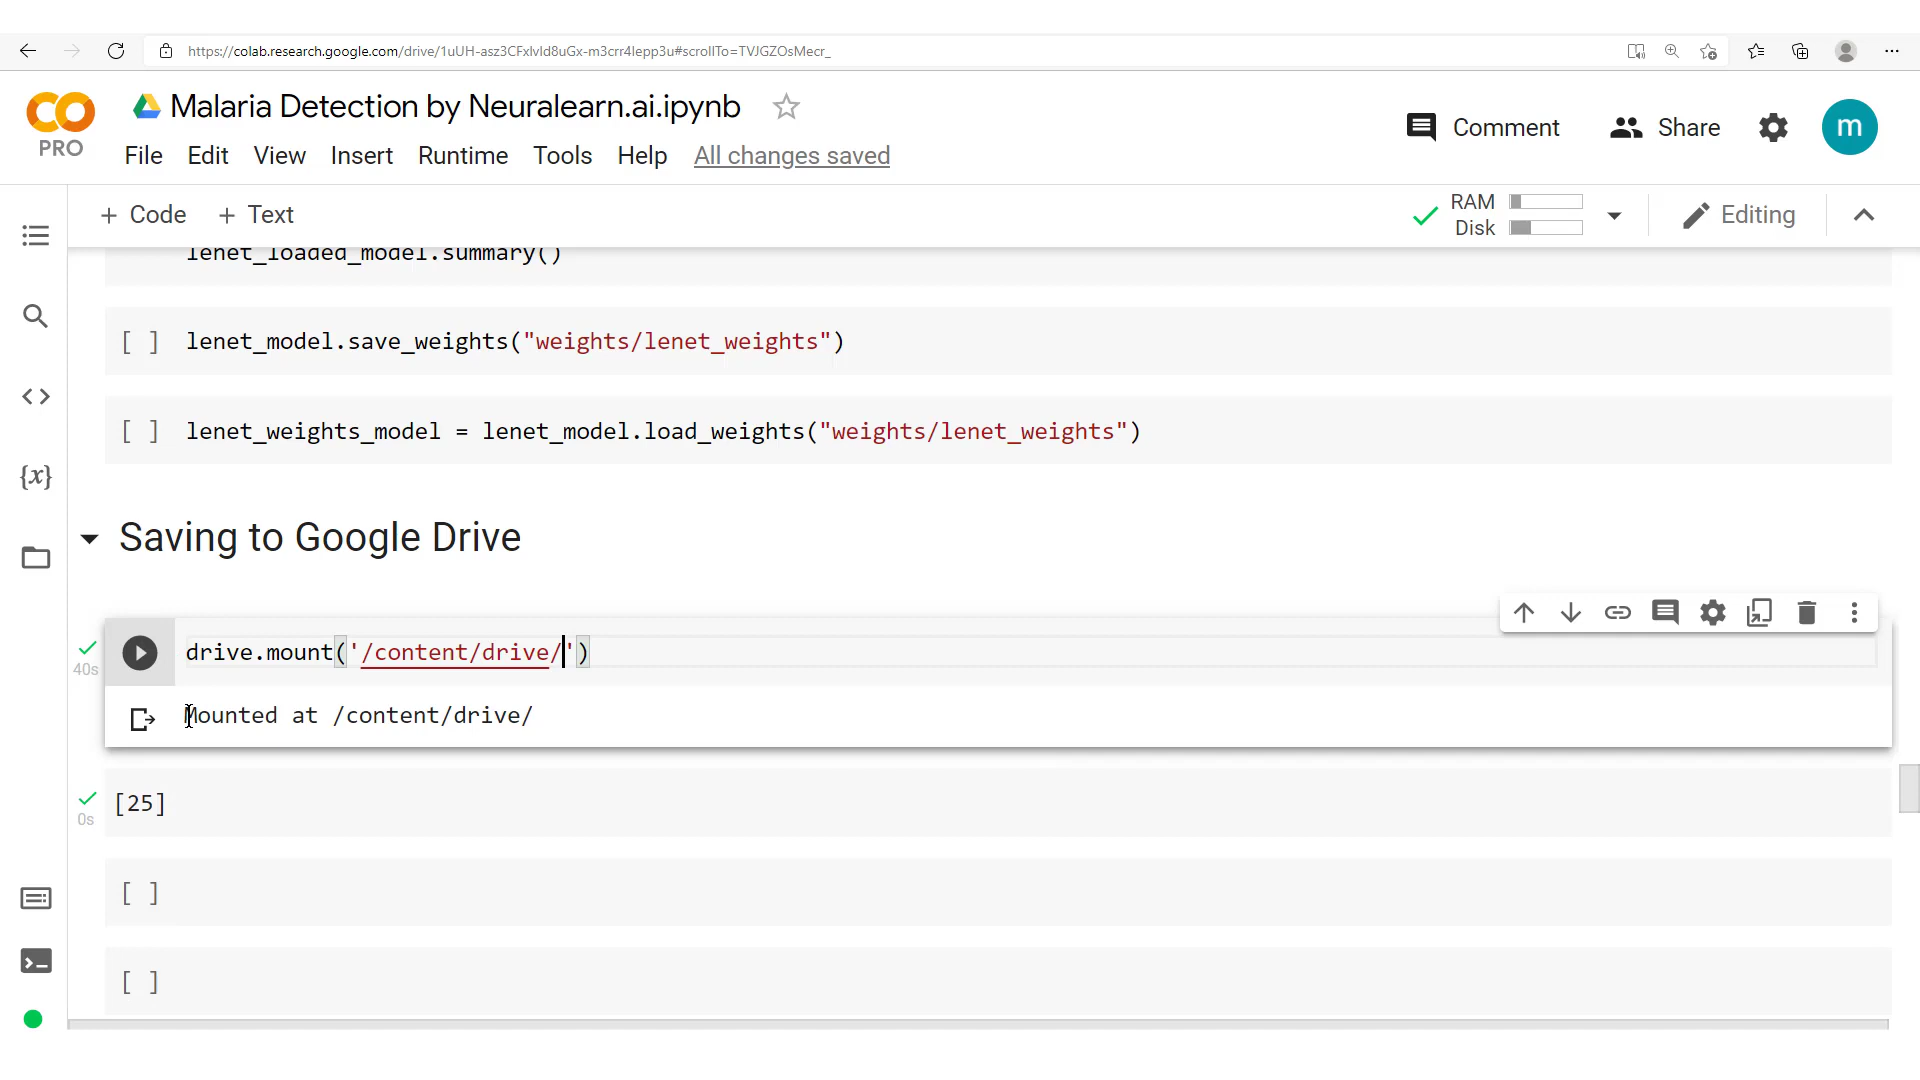 https://colab.research.google.com/drive/1uUH-asz3CFxlvld8uGx-m3crr4lepp3u#scrollTo=TVJGZOsMecr_
PRO
Malaria Detection by Neuralearn.ai.ipynb
Comment
Share
m
File Edit View Insert Runtime Tools Help All changes saved
+ Code + Text
RAM
Disk
Editing
lenet_loaded_model.summary()
[ ] lenet_model.save_weights("weights/lenet_weights")
[ ] lenet_weights_model = lenet_model.load_weights("weights/lenet_weights")
Saving to Google Drive
40s
drive.mount('/content/drive/')
Mounted at /content/drive/
[25]
0s
[ ]
[ ]